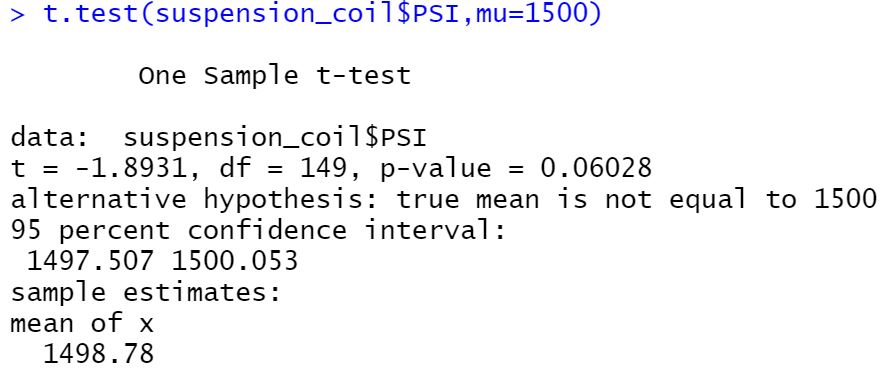 > t.test(suspension_coil$PSI,mu=1500)
One Sample t-test
data:  suspension_coil$PSI
t = -1.8931, df = 149, p-value = 0.06028
alternative hypothesis: true mean is not equal to 1500
95 percent confidence interval:
1497.507 1500.053
sample estimates:
mean of x
1498.78